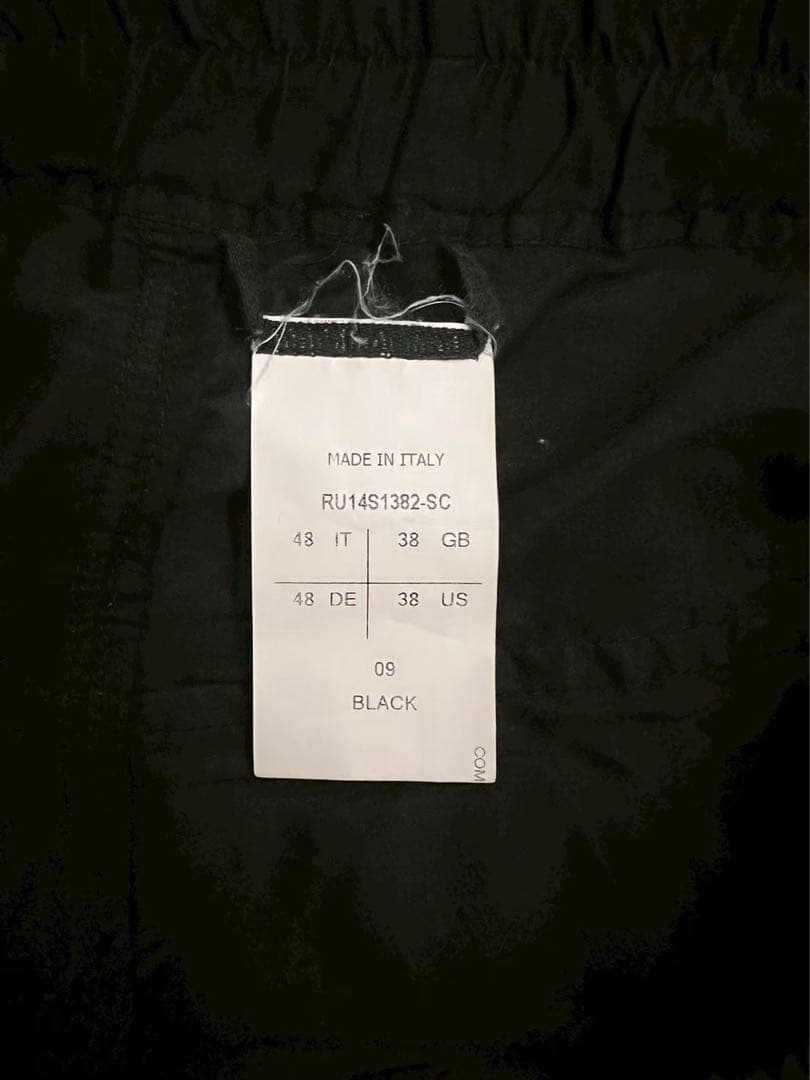 MADE IN ITALY
RU14S1382-SC
48 IT 38 GB
48 DE 38 US
09
BLACK
COM